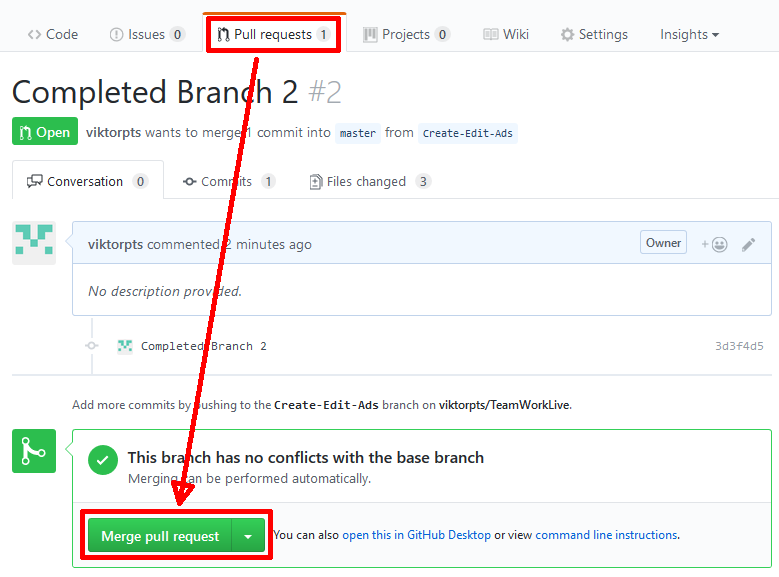 Code Issues 0 Pull requests 1 Projects 0 Wiki Settings Insights
Completed Branch 2 #2
Open viktorpts wants to merge 1 commit into master from Create-Edit-Ads
Conversation 0 Commits 1 Files changed 3
viktorpts commented 2 minutes ago Owner +
No description provided.
Completed Branch 2 3d3f4d5
Add more commits by pushing to the Create-Edit-Ads branch on viktorpts/TeamWorkLive.
This branch has no conflicts with the base branch
Merging can be performed automatically.
Merge pull request You can also open this in GitHub Desktop or view command line instructions.